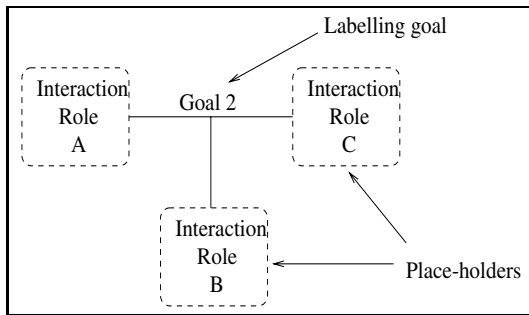 Labelling goal
Interaction
Role
A
Goal 2
Interaction
Role
C
Interaction
Role
B
Place-holders